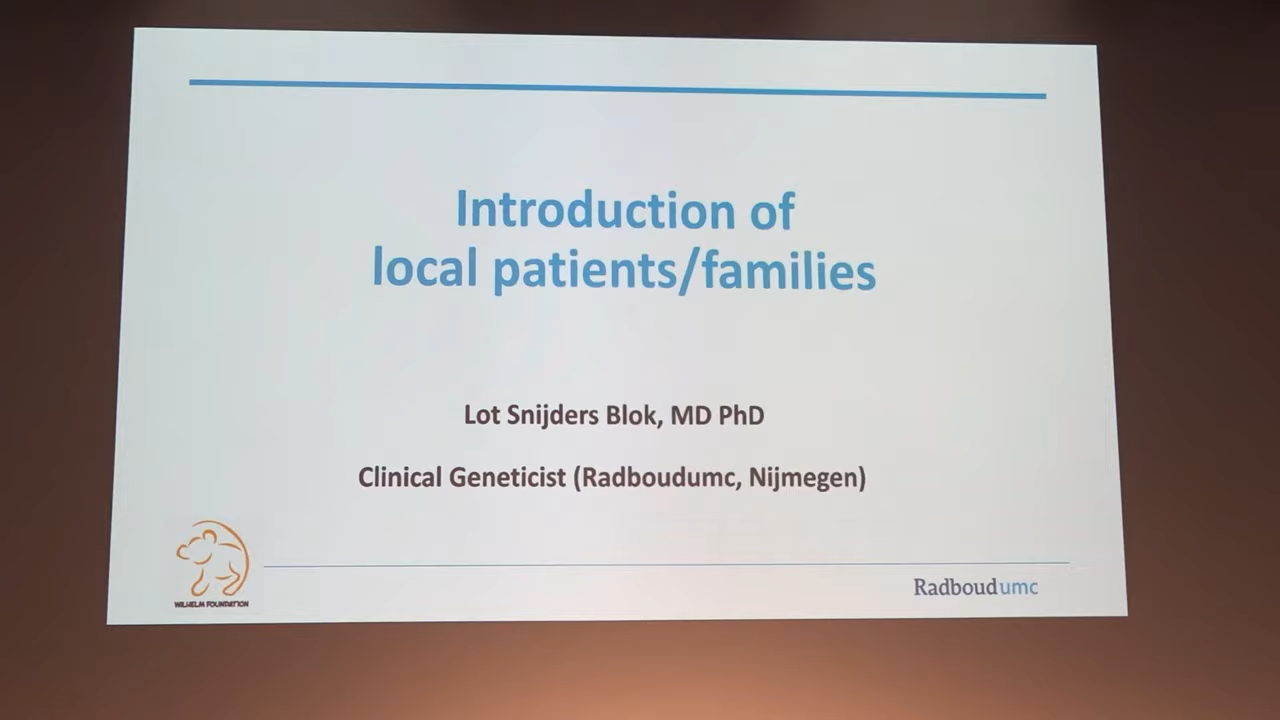 Introduction of
local patients/families
Lot Snijders Blok, MD PhD
Clinical Geneticist (Radboudumc, Nijmegen)
WILHELM FOUNDATION
Radboudumc